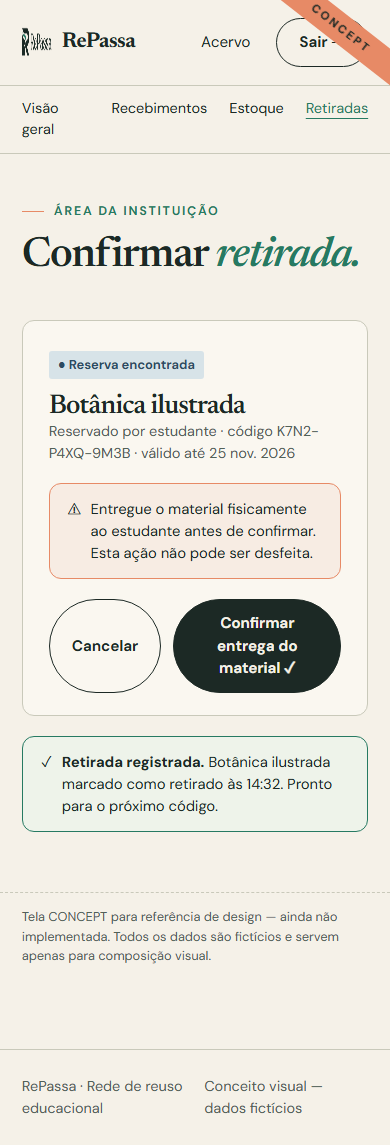 RePassa
Acervo
Sair
CONCEPT
Visão geral
Recebimentos
Estoque
Retiradas
ÁREA DA INSTITUIÇÃO
Confirmar retirada.
● Reserva encontrada
Botânica ilustrada
Reservado por estudante · código K7N2-
P4XQ-9M3B · válido até 25 nov. 2026
⚠ Entregue o material fisicamente
ao estudante antes de confirmar.
Esta ação não pode ser desfeita.
Cancelar
Confirmar
entrega do
material ✓
✓ Retirada registrada. Botânica ilustrada
marcado como retirado às 14:32. Pronto
para o próximo código.
Tela CONCEPT para referência de design — ainda não
implementada. Todos os dados são fictícios e servem
apenas para composição visual.
RePassa · Rede de reuso
educacional
Conceito visual —
dados fictícios